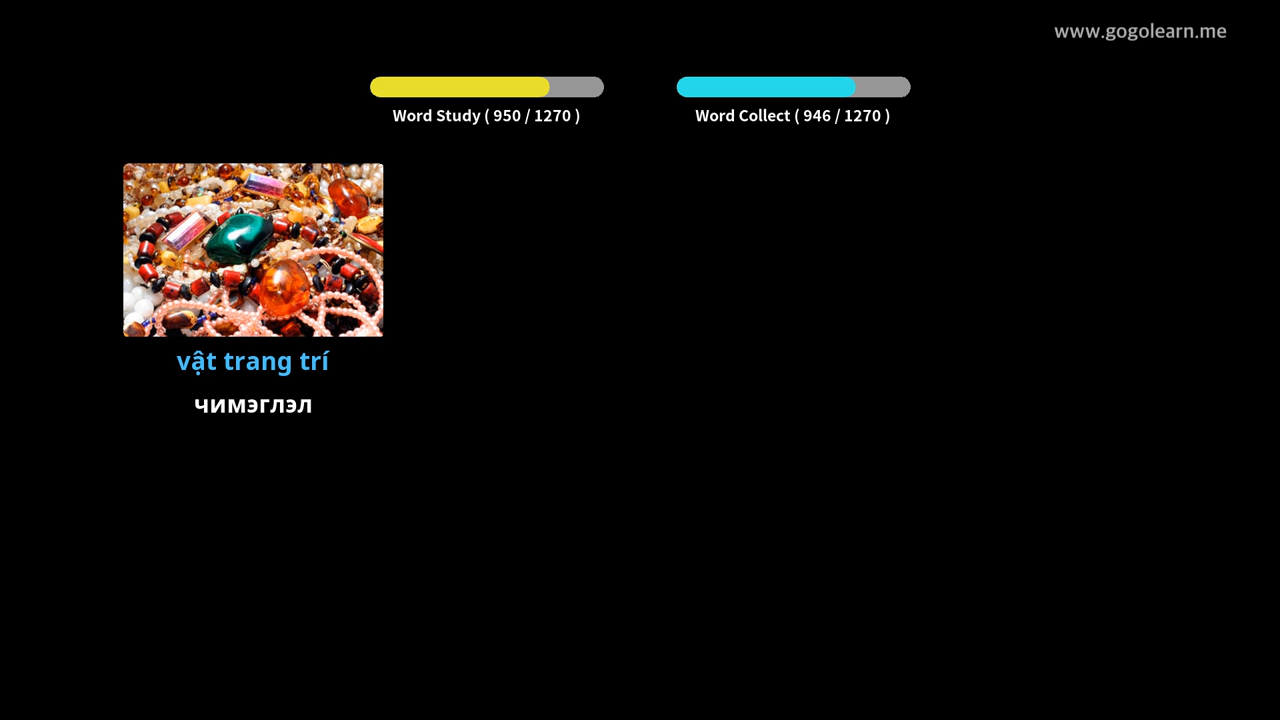 www.gogolearn.me
Word Study ( 950 / 1270 )
Word Collect ( 946 / 1270 )
vật trang trí
чимэглэл